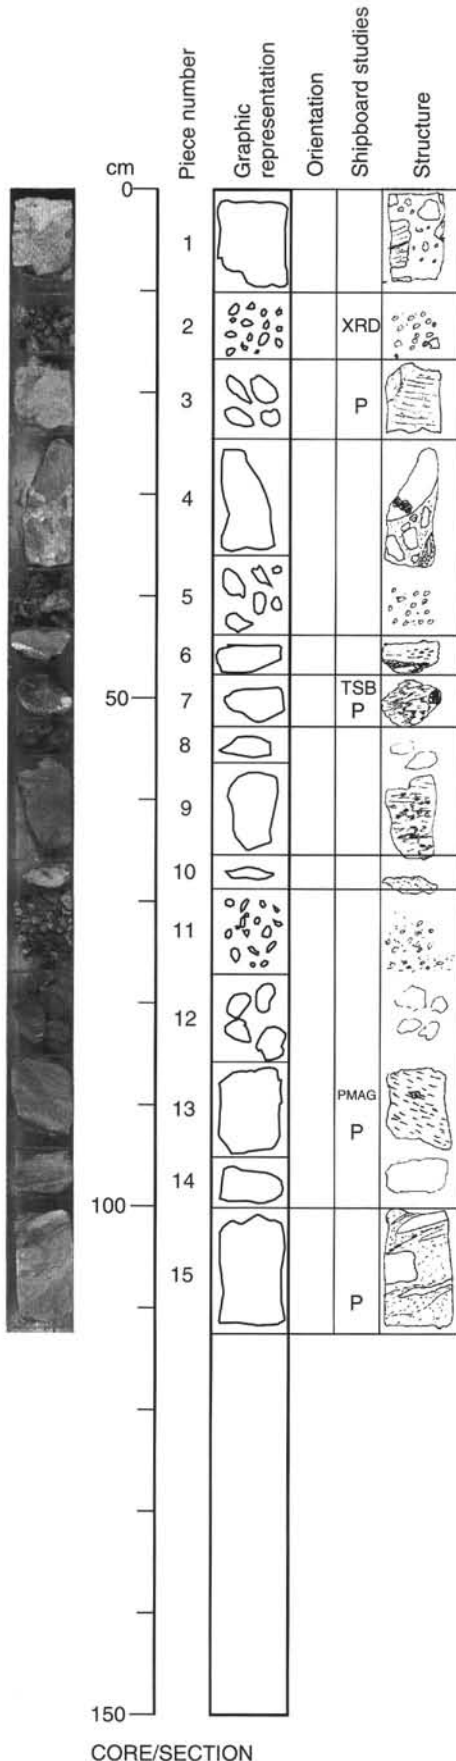 cm
Piece number
Graphic representation
Orientation
Shipboard studies
Structure
0
1
2
XRD
3
P
4
5
6
50
7
TSB
P
8
9
10
11
12
13
PMAG
P
14
100
15
P
150
CORE/SECTION